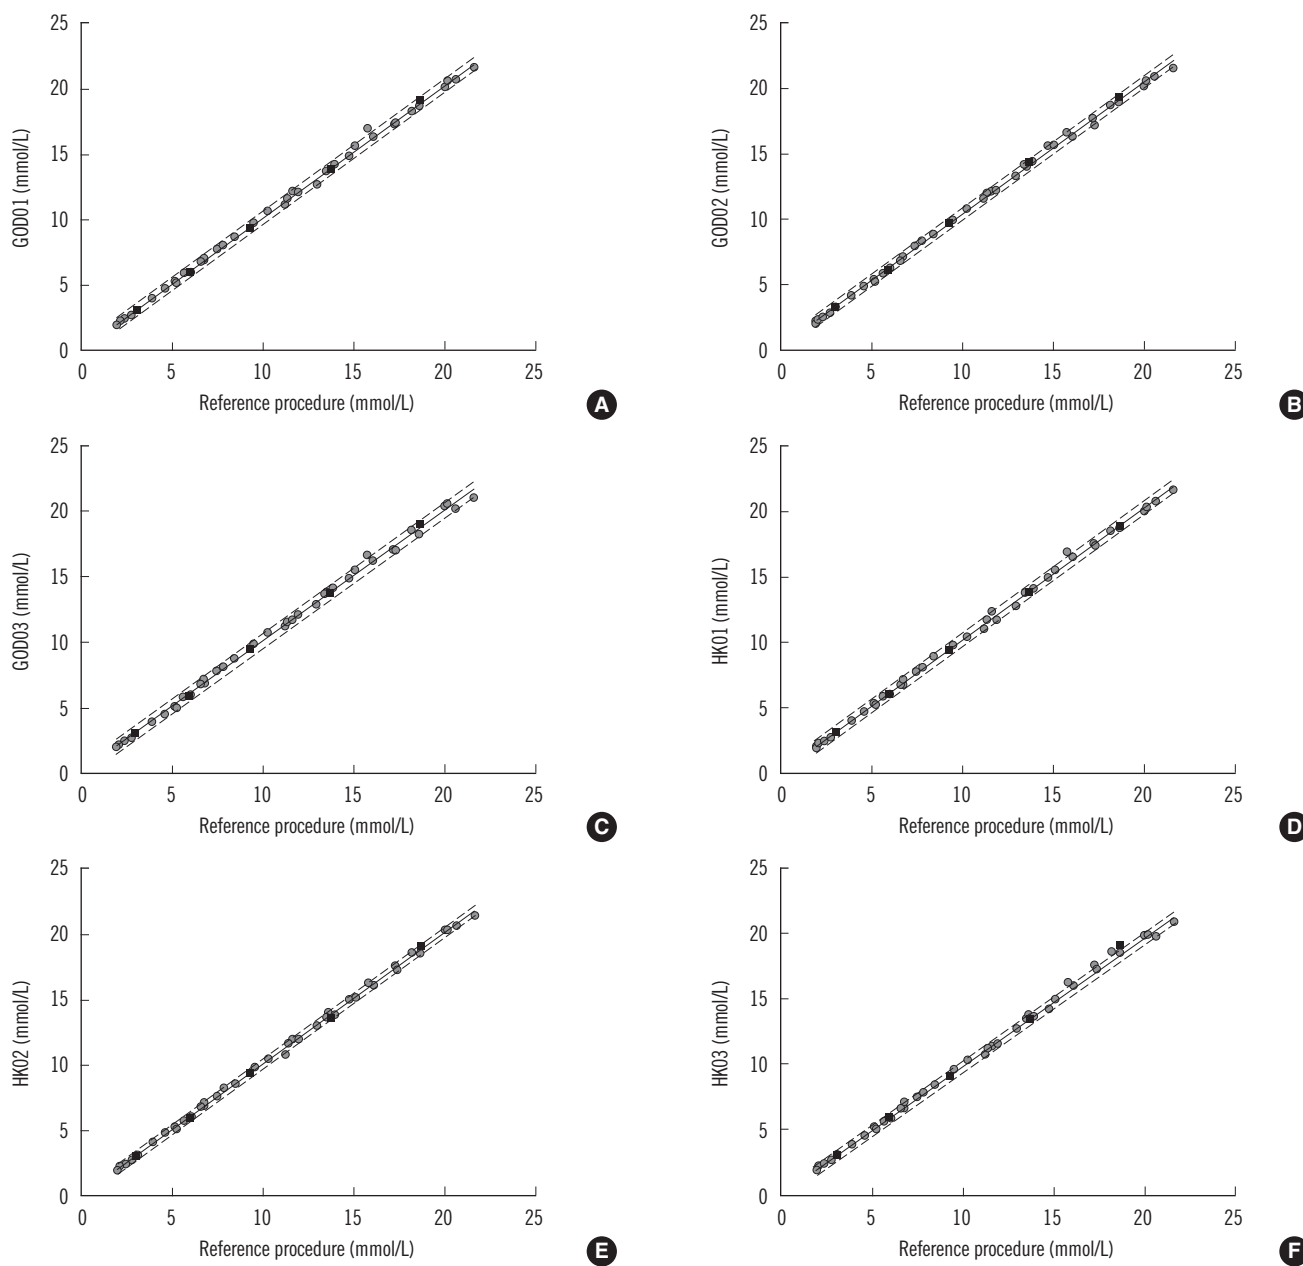 25
20
15
10
5
0
GOD01 (mmol/L)
0 5 10 15 20 25
Reference procedure (mmol/L)
A
25
20
15
10
5
0
GOD02 (mmol/L)
0 5 10 15 20 25
Reference procedure (mmol/L)
B
25
20
15
10
5
0
GOD03 (mmol/L)
0 5 10 15 20 25
Reference procedure (mmol/L)
C
25
20
15
10
5
0
HK01 (mmol/L)
0 5 10 15 20 25
Reference procedure (mmol/L)
D
25
20
15
10
5
0
HK02 (mmol/L)
0 5 10 15 20 25
Reference procedure (mmol/L)
E
25
20
15
10
5
0
HK03 (mmol/L)
0 5 10 15 20 25
Reference procedure (mmol/L)
F